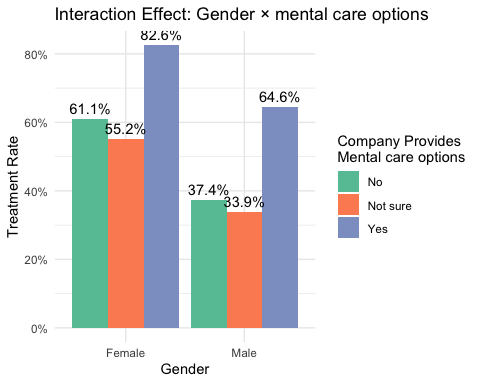 Interaction Effect: Gender × mental care options
82.6%
80%
61.1%
64.6%
60%
55.2%
40%
37.4%
33.9%
20%
0%
Female
Male
Gender
Treatment Rate
Company Provides
Mental care options
No
Not sure
Yes